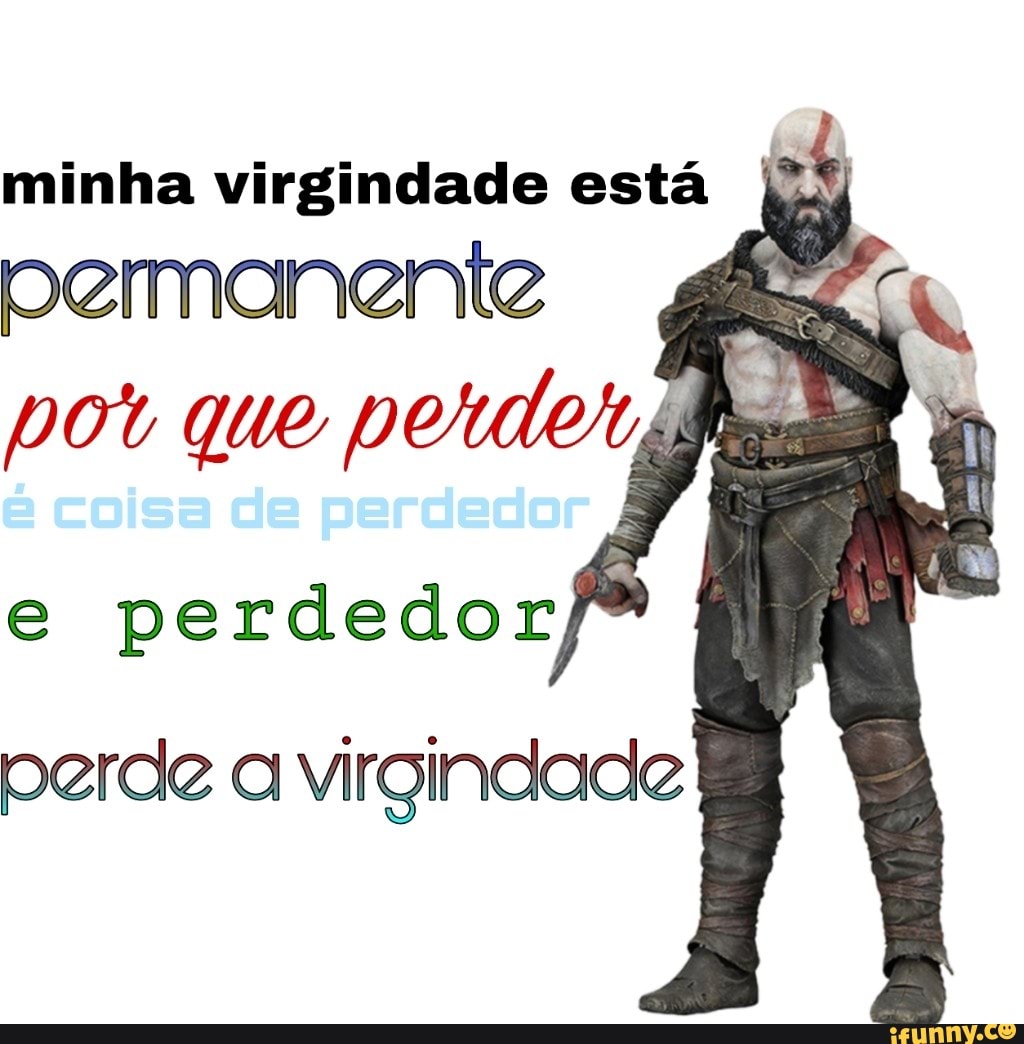 minha virgindade está
permanente
por que perder
é coisa de perdedor
e perdedor
perde a virgindade
ifunny.co